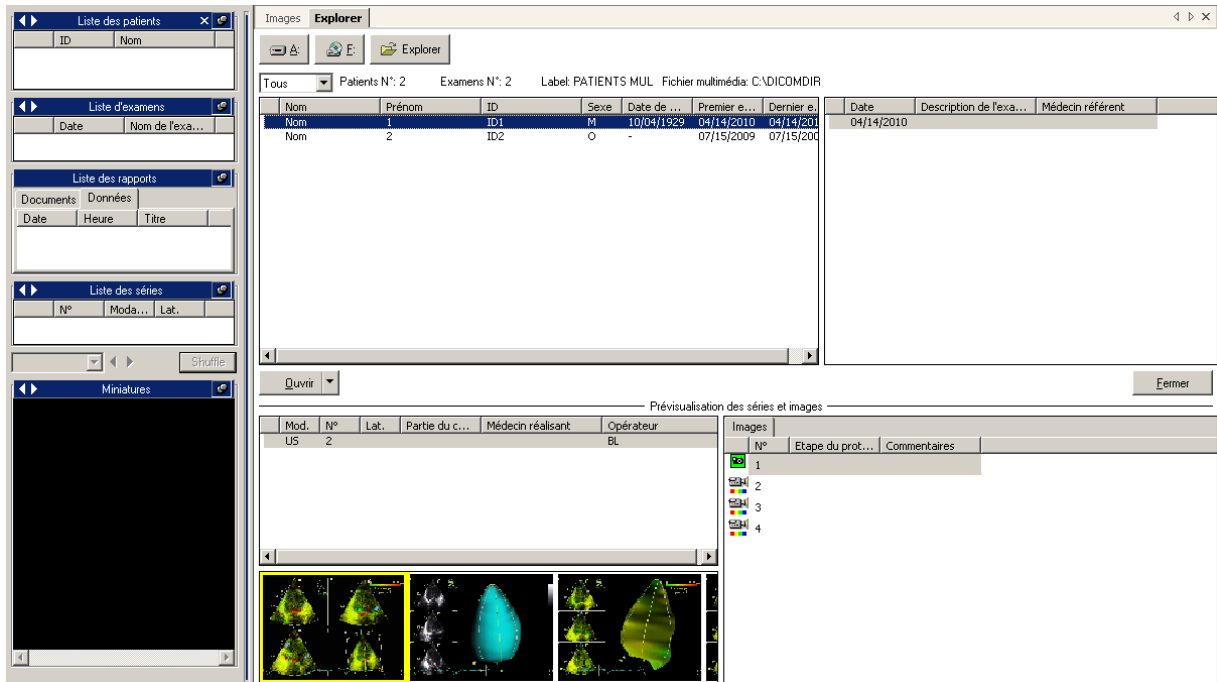 Liste des patients
ID Nom
Liste d'examens
Date Nom de l'exa...
Liste des rapports
Documents Données
Date Heure Titre
Liste des séries
N° Moda... Lat.
Shuffle
Miniatures
Images Explorer
A: F: Explorer
Tous Patients N°: 2 Examens N°: 2 Label: PATIENTS MUL Fichier multimédia: C:\DICOMDIR
Nom Prénom ID Sexe Date de ... Premier e... Dernier e.
Nom 1 ID1 M 10/04/1929 04/14/2010 04/14/201
Nom 2 ID2 O - 07/15/2009 07/15/200
Date Description de l'exa... Médecin référent
04/14/2010
Ouvrir Fermer
Prévisualisation des séries et images
Mod. N° Lat. Partie du c... Médecin réalisant Opérateur
US 2 BL
Images
N° Etape du prot... Commentaires
1
2
3
4